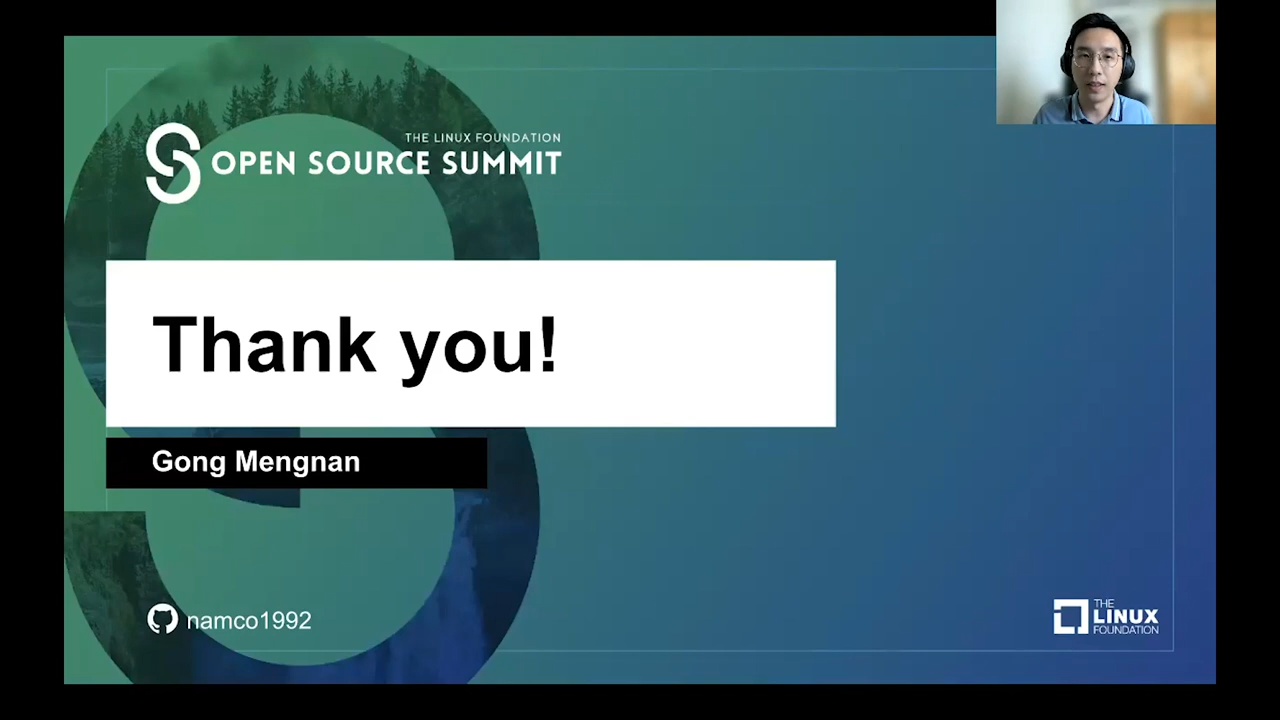 THE LINUX FOUNDATION
OPEN SOURCE SUMMIT
Thank you!
Gong Mengnan
namco1992
THE
LINUX
FOUNDATION